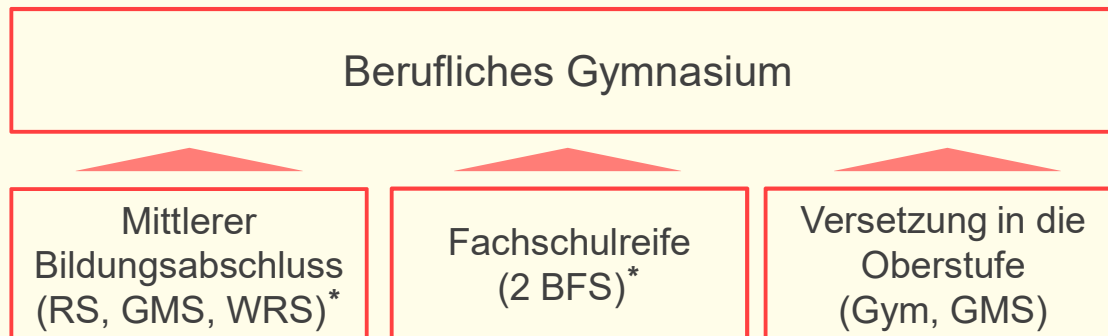 Berufliches Gymnasium
Mittlerer
Bildungsabschluss
(RS, GMS, WRS)*
Fachschulreife
(2 BFS)*
Versetzung in die
Oberstufe
(Gym, GMS)